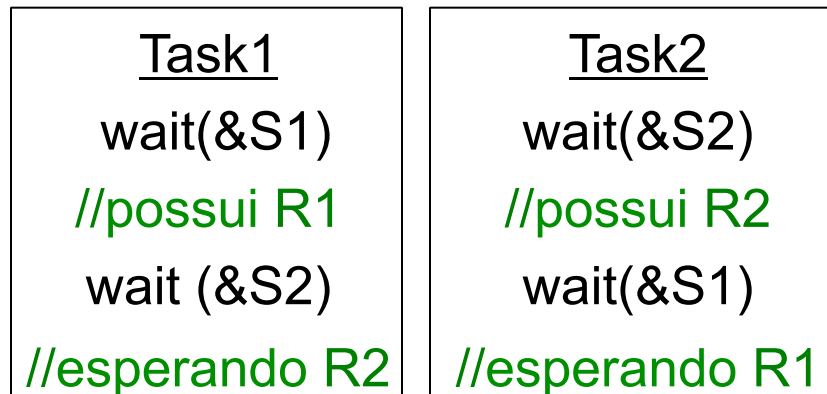 Task1
wait(&S1)
//possui R1
wait (&S2)
//esperando R2
Task2
wait(&S2)
//possui R2
wait(&S1)
//esperando R1